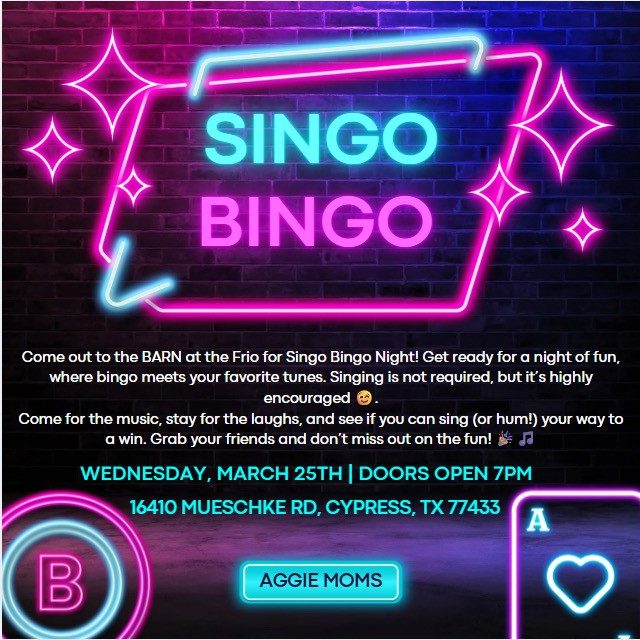 SINGO
BINGO
Come out to the BARN at the Frio for Singo Bingo Night! Get ready for a night of fun,
where bingo meets your favorite tunes. Singing is not required, but it's highly
encouraged 😊.
Come for the music, stay for the laughs, and see if you can sing (or hum!) your way to
a win. Grab your friends and don't miss out on the fun! 🎉 🎵
WEDNESDAY, MARCH 25TH | DOORS OPEN 7PM
16410 MUESCHKE RD, CYPRESS, TX 77433
A
B
AGGIE MOMS